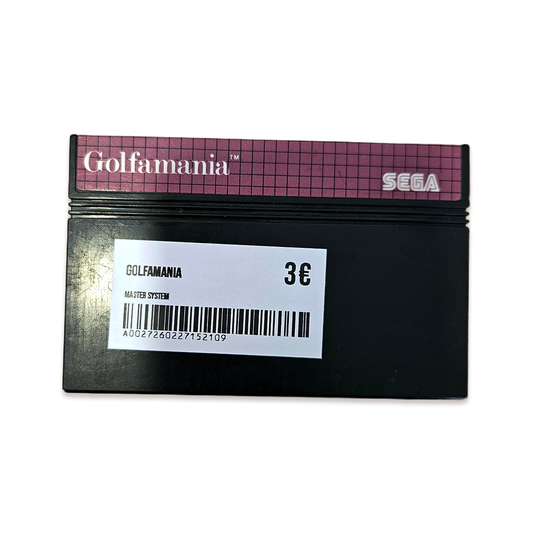 Golfamania™
SEGA
GOLFAMANIA
3€
MASTER SYSTEM
A0027260227152109